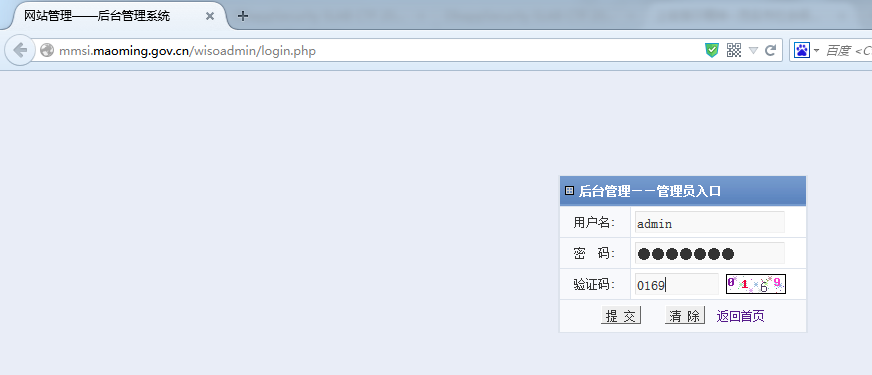 网站管理——后台管理系统
mmsi.maoming.gov.cn/wisoadmin/login.php
百度 <C
后台管理——管理员入口
用户名: admin
密 码: ●●●●●●●
验证码: 0169 0169
提 交 清 除 返回首页